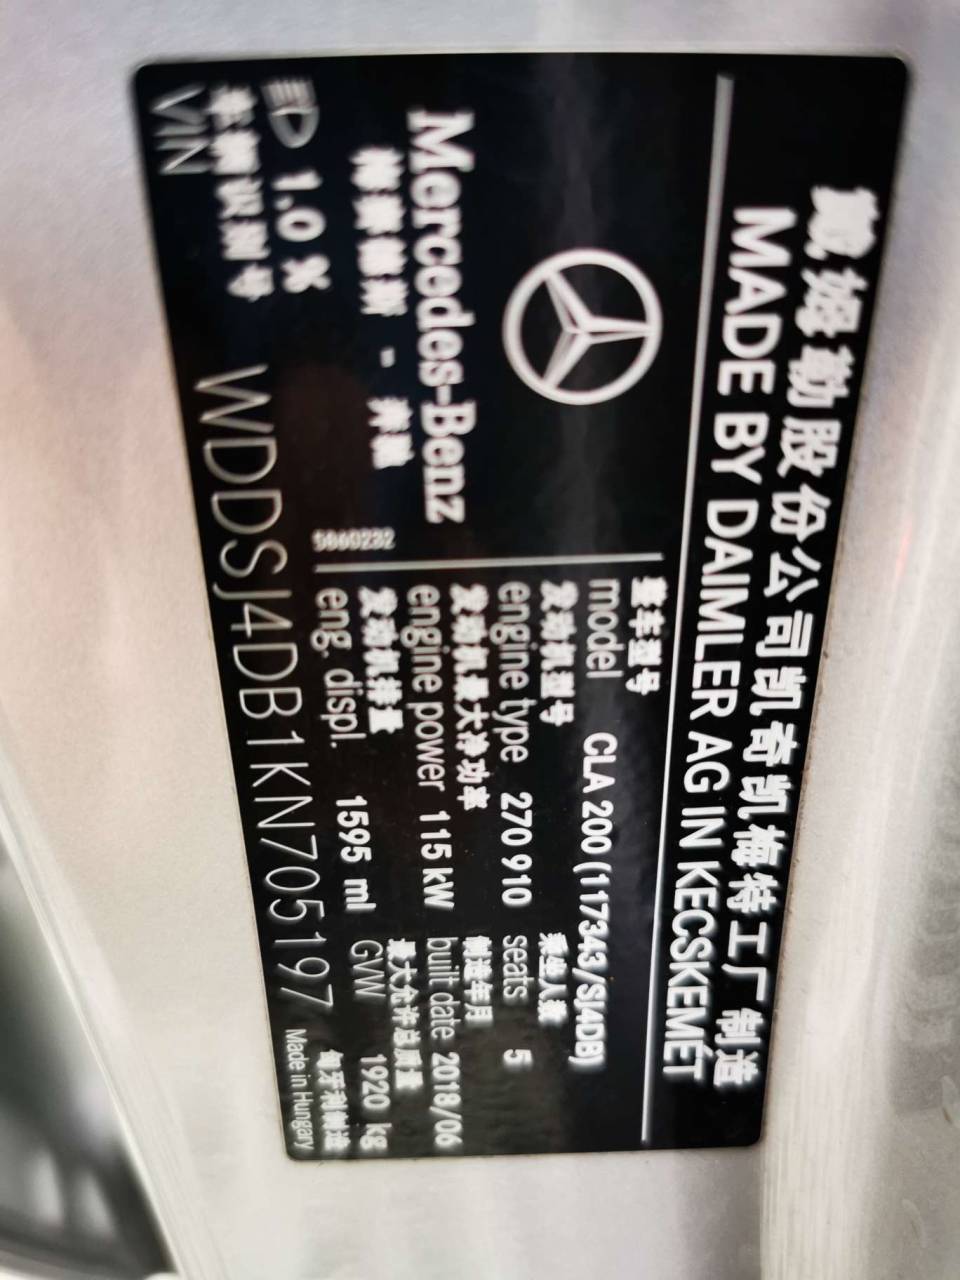 戴姆勒股份公司凯奇凯梅特工厂制造
MADE BY DAIMLER AG IN KECSKEMÉT
Mercedes-Benz
梅赛德斯 - 奔驰
1.0 %
5860232
整车型号
model CLA 200 (117343/SJ4DB)
发动机型号 乘坐人数
engine type 270 910 seats 5
发动机最大净功率 制造年月
engine power 115 kW built date 2018/06
发动机排量 最大允许总质量
eng. displ. 1595 ml GVW 1920 kg
车辆识别号
VIN WDDSJ4DB1KN705197
匈牙利制造
Made in Hungary